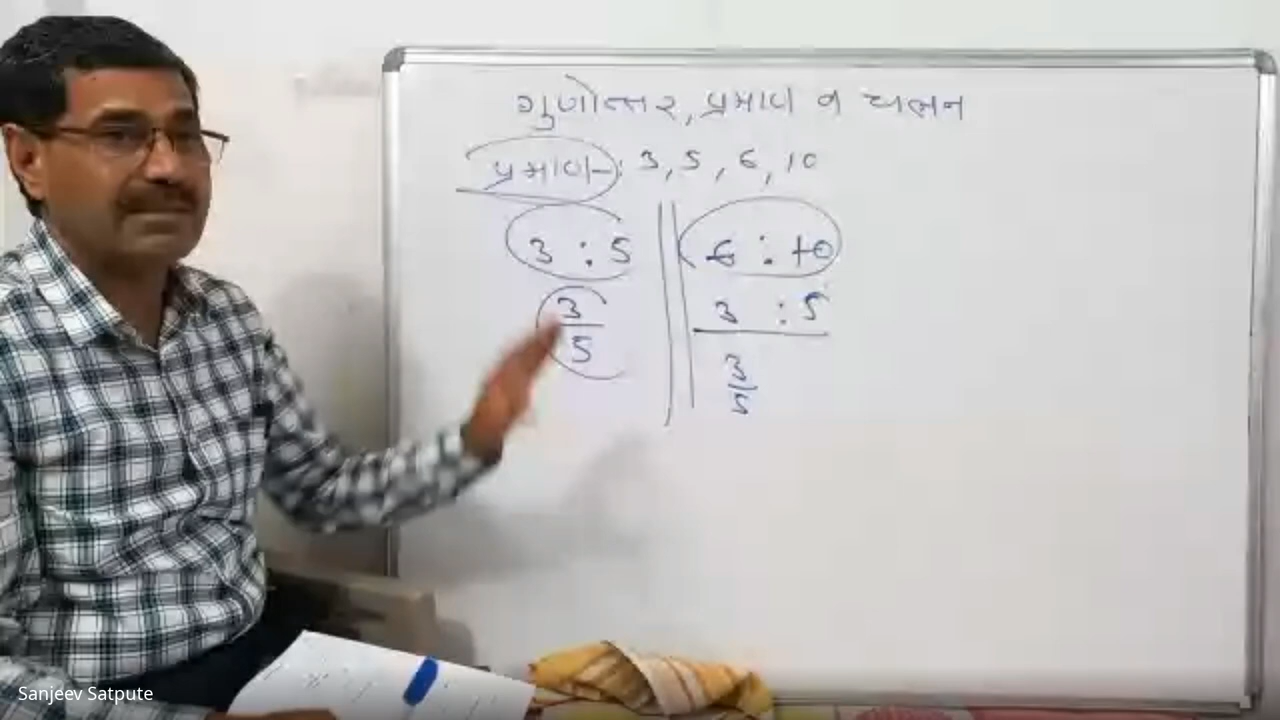 गुणोत्तर, प्रमाण व चलन
प्रमाण- : 3, 5, 6, 10
3 : 5
6 : 10
3
5
3 : 5
3
5
Sanjeev Satpute